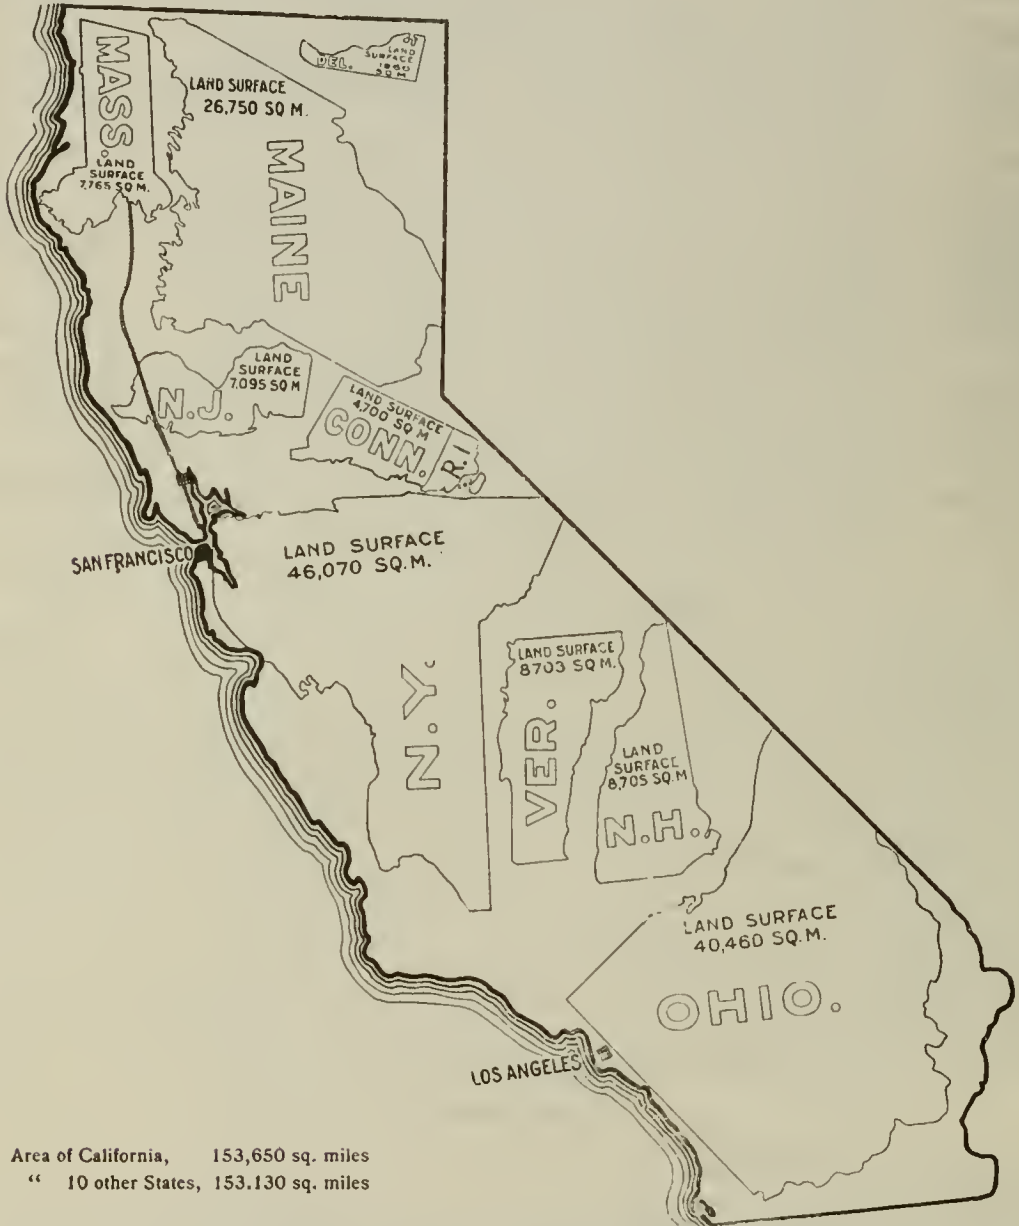 MASS.
LAND
SURFACE
7,765 SQ M.
LAND SURFACE
26,750 SQ M.
MAINE
DEL.
LAND
SURFACE
1960
SQ M
N.J.
LAND
SURFACE
7,095 SQ M
LAND SURFACE
4,700 SQ M
CONN.
R.I
SAN FRANCISCO
LAND SURFACE
46,070 SQ.M.
N.Y.
LAND SURFACE
8703 SQ M.
VER.
LAND
SURFACE
8,705 SQ.M
N.H.
LAND SURFACE
40,460 SQ.M.
OHIO.
LOS ANGELES
Area of California, 153,650 sq. miles
“ 10 other States, 153.130 sq. miles